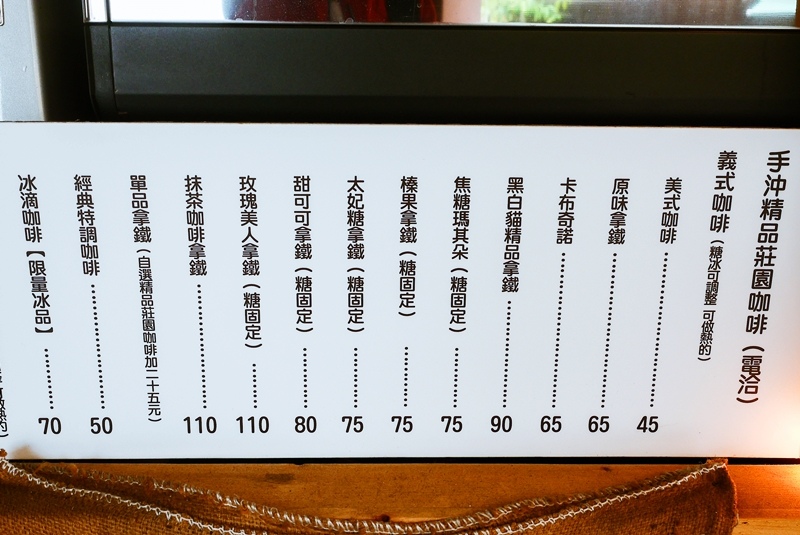 手沖精品莊園咖啡（電洽）
義式咖啡（糖冰可調整 可做熱的）
美式咖啡 45
原味拿鐵 65
卡布奇諾 65
黑白貓精品拿鐵 90
焦糖瑪其朵（糖固定） 75
榛果拿鐵（糖固定） 75
太妃糖拿鐵（糖固定） 75
甜可可拿鐵（糖固定） 80
玫瑰美人拿鐵（糖固定） 110
抹茶咖啡拿鐵 110
單品拿鐵（自選精品莊園咖啡加二十五元）
經典特調咖啡 50
冰滴咖啡【限量冰品】 70
可做熱的）